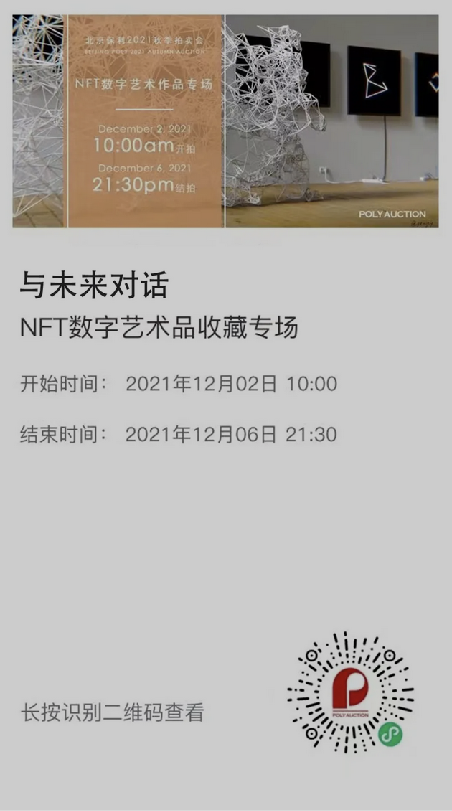 北京保利2021秋季拍卖会
BEIJING POLY 2021 AUTUMN AUCTION
NFT数字艺术作品专场
December 2, 2021
10:00am开拍
December 6, 2021
21:30pm结拍
POLY AUCTION
与未来对话
NFT数字艺术品收藏专场
开始时间： 2021年12月02日 10:00
结束时间： 2021年12月06日 21:30
长按识别二维码查看
POLY AUCTION